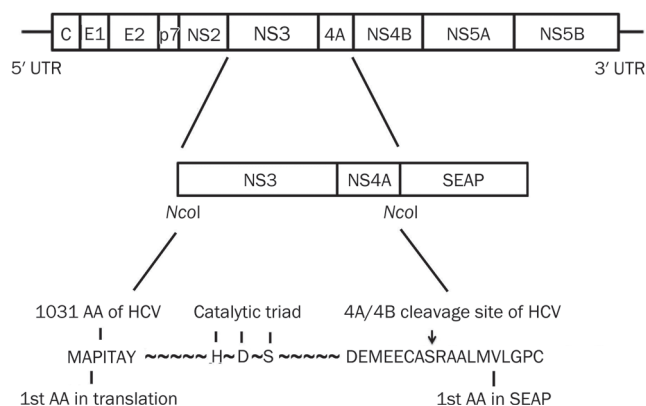 C E1 E2 p7 NS2 NS3 4A NS4B NS5A NS5B
5′ UTR 3′ UTR
NS3 NS4A SEAP
NcoI NcoI
1031 AA of HCV Catalytic triad 4A/4B cleavage site of HCV
MAPITAY ~~~~~H~D~S~~~~~ DEMEECASRAALMVLGPC
1st AA in translation 1st AA in SEAP